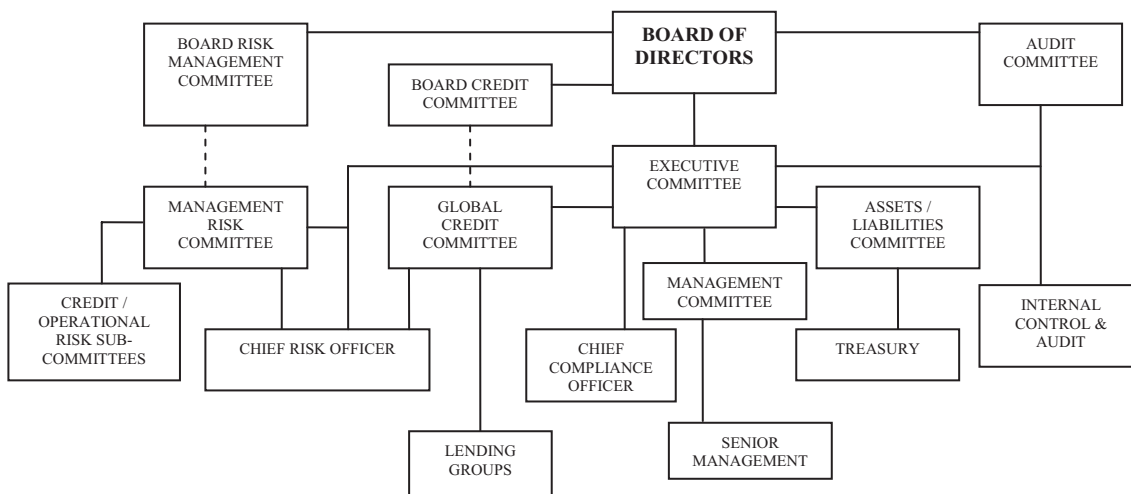 BOARD OF
DIRECTORS
BOARD RISK
MANAGEMENT
COMMITTEE
AUDIT
COMMITTEE
BOARD CREDIT
COMMITTEE
EXECUTIVE
COMMITTEE
MANAGEMENT
RISK
COMMITTEE
GLOBAL
CREDIT
COMMITTEE
ASSETS /
LIABILITIES
COMMITTEE
MANAGEMENT
COMMITTEE
CREDIT /
OPERATIONAL
RISK SUB-
COMMITTEES
CHIEF RISK OFFICER
CHIEF
COMPLIANCE
OFFICER
TREASURY
INTERNAL
CONTROL &
AUDIT
LENDING
GROUPS
SENIOR
MANAGEMENT